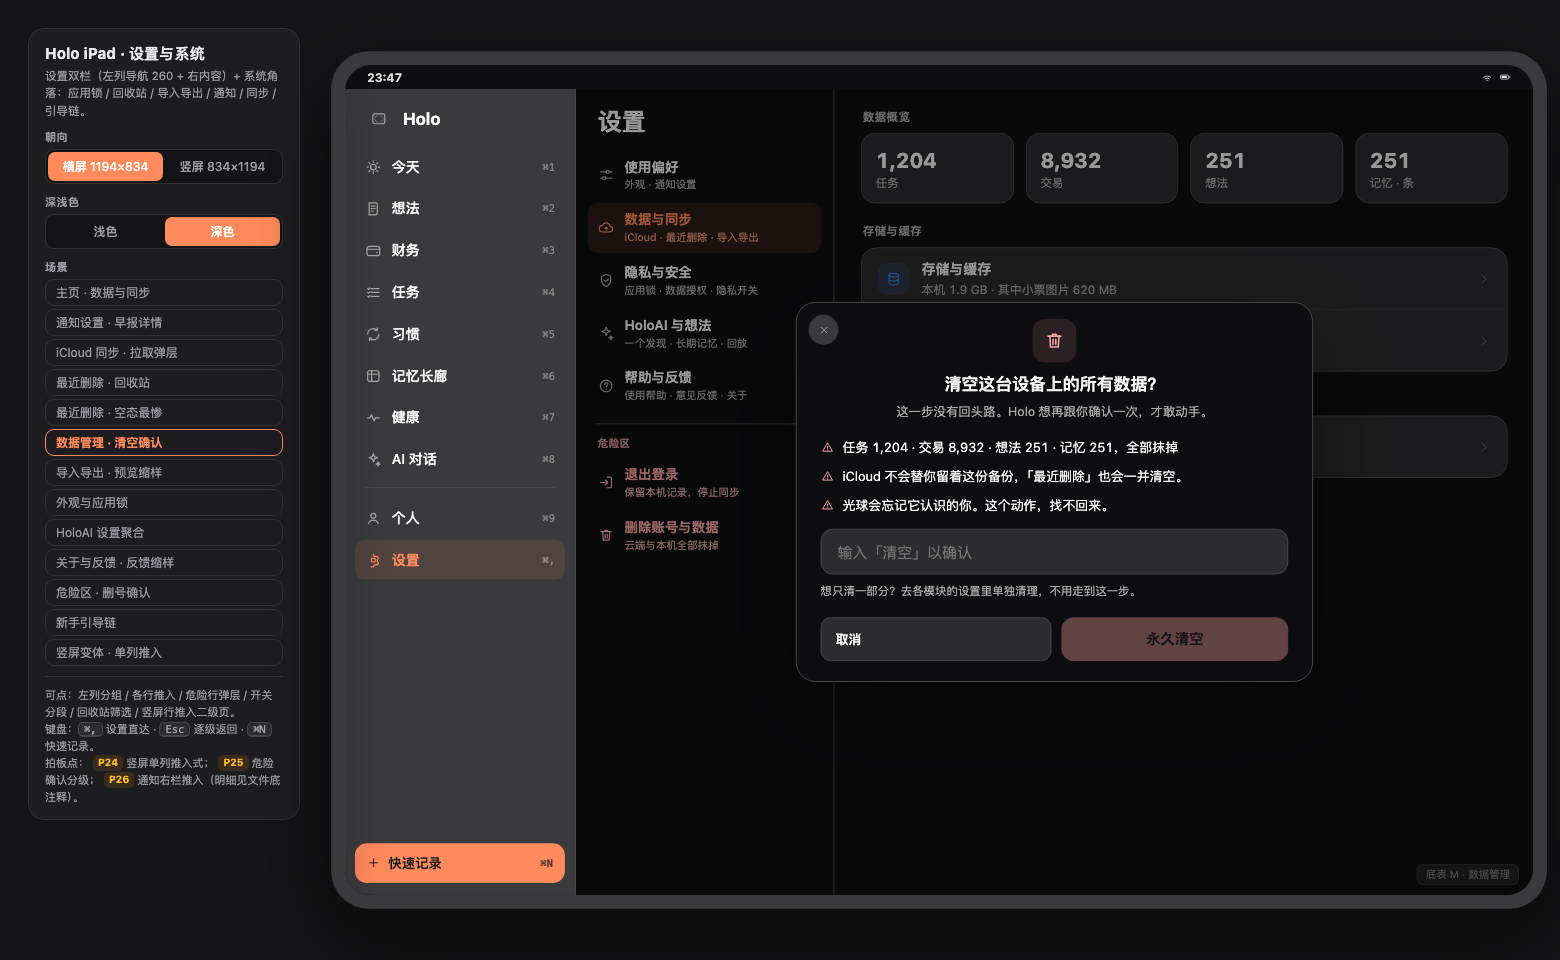 Holo iPad · 设置与系统
设置双栏（左列导航 260 + 右内容）+ 系统角
落：应用锁 / 回收站 / 导入导出 / 通知 / 同步 /
引导链。
朝向
横屏 1194×834
竖屏 834×1194
深浅色
浅色
深色
场景
主页 · 数据与同步
通知设置 · 早报详情
iCloud 同步 · 拉取弹层
最近删除 · 回收站
最近删除 · 空态最惨
数据管理 · 清空确认
导入导出 · 预览缩样
外观与应用锁
HoloAI 设置聚合
关于与反馈 · 反馈缩样
危险区 · 删号确认
新手引导链
竖屏变体 · 单列推入
可点：左列分组 / 各行推入 / 危险行弹层 / 开关
分段 / 回收站筛选 / 竖屏行推入二级页。
键盘： ⌘, 设置直达 · Esc 逐级返回 · ⌘N
快速记录。
拍板点： P24 竖屏单列推入式； P25 危险
确认分级； P26 通知右栏推入（明细见文件底
注释）。
23:47
Holo
今天 ⌘1
想法 ⌘2
财务 ⌘3
任务 ⌘4
习惯 ⌘5
记忆长廊 ⌘6
健康 ⌘7
AI 对话 ⌘8
个人 ⌘9
设置 ⌘,
+ 快速记录 ⌘N
设置
使用偏好
外观 · 通知设置
数据与同步
iCloud · 最近删除 · 导入导出
隐私与安全
应用锁 · 数据授权 · 隐私开关
HoloAI 与想法
一个发现 · 长期记忆 · 回放
帮助与反馈
使用帮助 · 意见反馈 · 关于
危险区
退出登录
保留本机记录，停止同步
删除账号与数据
云端与本机全部抹掉
数据概览
1,204
任务
8,932
交易
251
想法
251
记忆 · 条
存储与缓存
存储与缓存
本机 1.9 GB · 其中小票图片 620 MB
清空这台设备上的所有数据?
这一步没有回头路。Holo 想再跟你确认一次，才敢动手。
任务 1,204 · 交易 8,932 · 想法 251 · 记忆 251，全部抹掉
iCloud 不会替你留着这份备份，「最近删除」也会一并清空。
光球会忘记它认识的你。这个动作，找不回来。
输入「清空」以确认
想只清一部分？去各模块的设置里单独清理，不用走到这一步。
取消
永久清空
底表 M · 数据管理